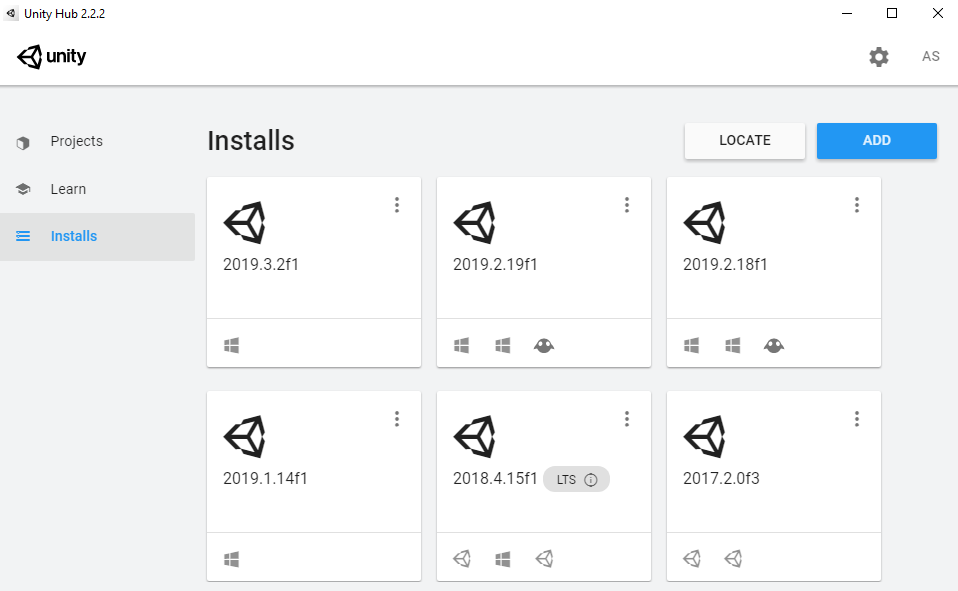 Unity Hub 2.2.2
unity
AS
Projects
Learn
Installs
Installs
LOCATE
ADD
2019.3.2f1
2019.2.19f1
2019.2.18f1
2019.1.14f1
2018.4.15f1 LTS
2017.2.0f3